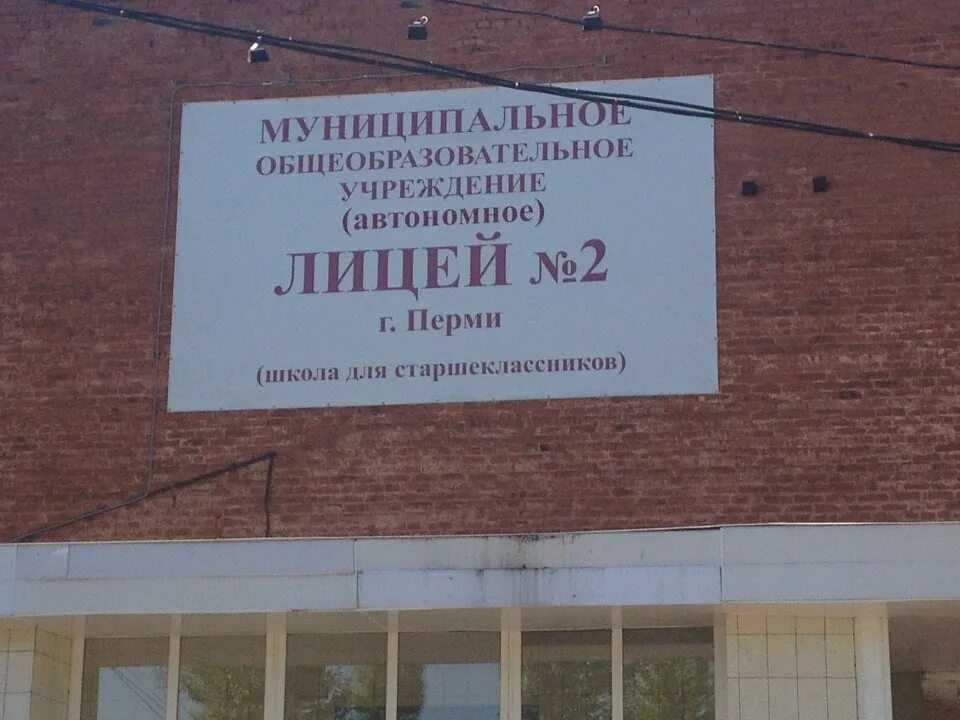 МУНИЦИПАЛЬНОЕ
ОБЩЕОБРАЗОВАТЕЛЬНОЕ
УЧРЕЖДЕНИЕ
(автономное)
ЛИЦЕЙ №2
г. Перми
(школа для старшеклассников)